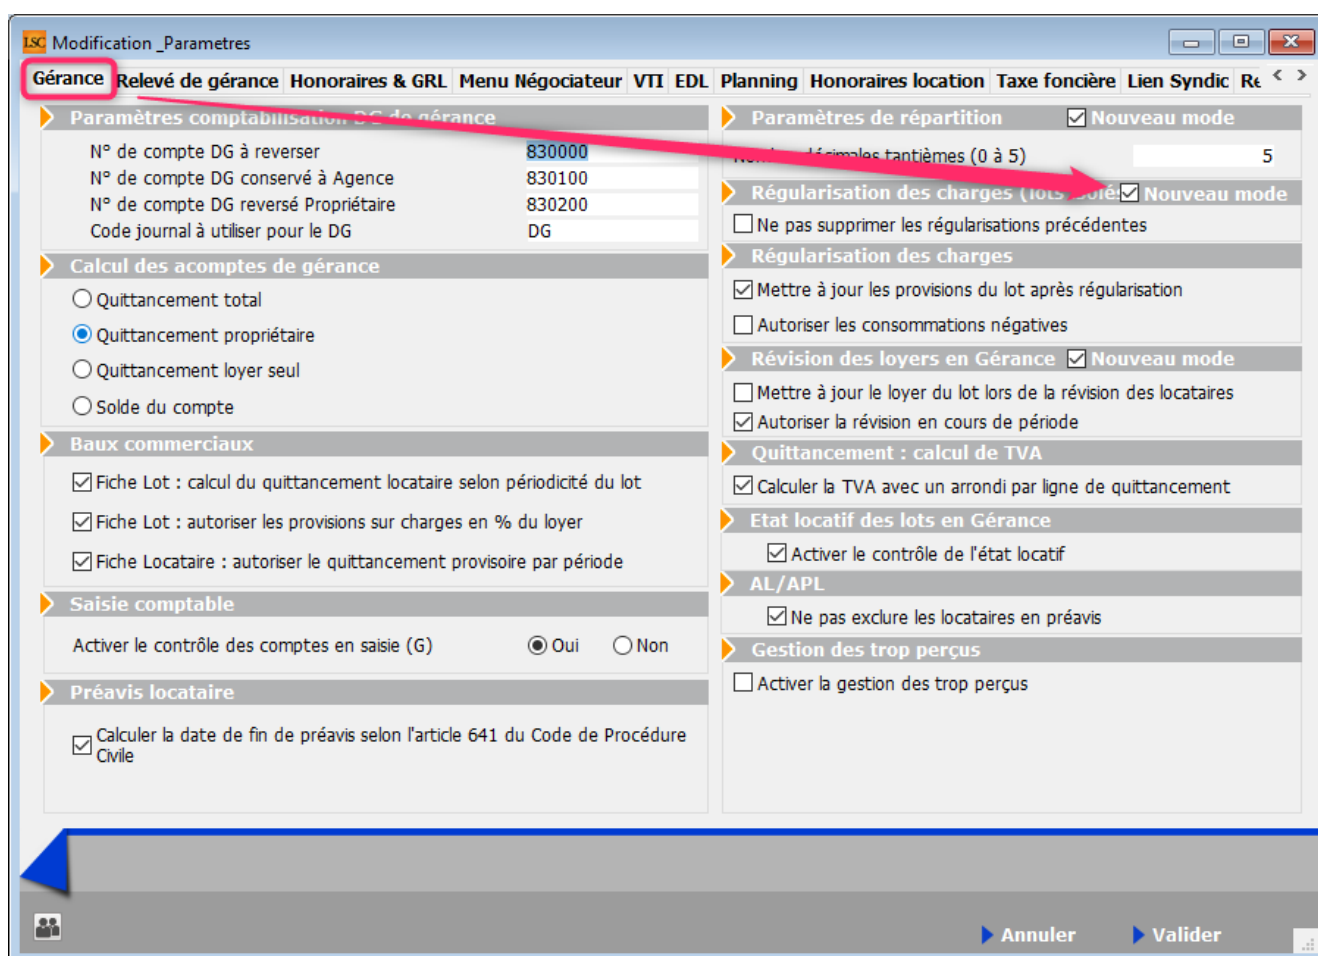 LSC Modification _Parametres
Gérance Relevé de gérance Honoraires & GRL Menu Négociateur VTI EDL Planning Honoraires location Taxe foncière Lien Syndic Re
Paramètres comptabilisation DG de gérance
N° de compte DG à reverser 830000
N° de compte DG conservé à Agence 830100
N° de compte DG reversé Propriétaire 830200
Code journal à utiliser pour le DG DG
Calcul des acomptes de gérance
Quittancement total
Quittancement propriétaire
Quittancement loyer seul
Solde du compte
Baux commerciaux
Fiche Lot : calcul du quittancement locataire selon périodicité du lot
Fiche Lot : autoriser les provisions sur charges en % du loyer
Fiche Locataire : autoriser le quittancement provisoire par période
Saisie comptable
Activer le contrôle des comptes en saisie (G) Oui Non
Préavis locataire
Calculer la date de fin de préavis selon l'article 641 du Code de Procédure
Civile
Paramètres de répartition Nouveau mode
décimales tantièmes (0 à 5) 5
Régularisation des charges (lots Nouveau mode
Ne pas supprimer les régularisations précédentes
Régularisation des charges
Mettre à jour les provisions du lot après régularisation
Autoriser les consommations négatives
Révision des loyers en Gérance Nouveau mode
Mettre à jour le loyer du lot lors de la révision des locataires
Autoriser la révision en cours de période
Quittancement : calcul de TVA
Calculer la TVA avec un arrondi par ligne de quittancement
Etat locatif des lots en Gérance
Activer le contrôle de l'état locatif
AL/APL
Ne pas exclure les locataires en préavis
Gestion des trop perçus
Activer la gestion des trop perçus
Annuler Valider